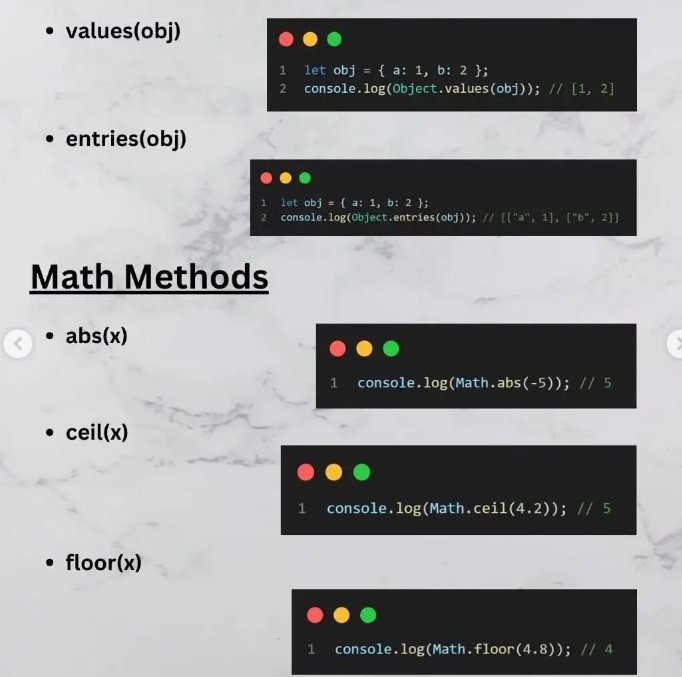 • values(obj)
1 let obj = { a: 1, b: 2 };
2 console.log(Object.values(obj)); // [1, 2]
• entries(obj)
1 let obj = { a: 1, b: 2 };
2 console.log(Object.entries(obj)); // [["a", 1], ["b", 2]]
Math Methods
• abs(x)
1 console.log(Math.abs(-5)); // 5
• ceil(x)
1 console.log(Math.ceil(4.2)); // 5
• floor(x)
1 console.log(Math.floor(4.8)); // 4